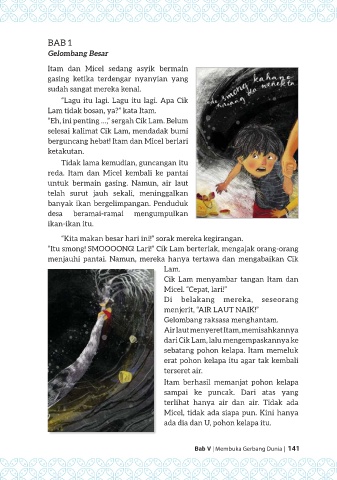 BAB 1
Gelombang Besar
Itam dan Micel sedang asyik bermain
gasing ketika terdengar nyanyian yang
sudah sangat mereka kenal.
“Lagu itu lagi. Lagu itu lagi. Apa Cik
Lam tidak bosan, ya?” kata Itam.
“Eh, ini penting ...,” sergah Cik Lam. Belum
selesai kalimat Cik Lam, mendadak bumi
berguncang hebat! Itam dan Micel berlari
ketakutan.
Tidak lama kemudian, guncangan itu
reda. Itam dan Micel kembali ke pantai
untuk bermain gasing. Namun, air laut
telah surut jauh sekali, meninggalkan
banyak ikan bergelimpangan. Penduduk
desa beramai-ramai mengumpulkan
ikan-ikan itu.
smong kahano
menekta
“Kita makan besar hari ini!” sorak mereka kegirangan.
“Itu smong! SMOOOONG! Lari!” Cik Lam berteriak, mengajak orang-orang
menjauhi pantai. Namun, mereka hanya tertawa dan mengabaikan Cik
Lam.
Cik Lam menyambar tangan Itam dan
Micel. “Cepat, lari!”
Di belakang mereka, seseorang
menjerit, “AIR LAUT NAIK!”
Gelombang raksasa menghantam.
Air laut menyeret Itam, memisahkannya
dari Cik Lam, lalu mengempaskannya ke
sebatang pohon kelapa. Itam memeluk
erat pohon kelapa itu agar tak kembali
terseret air.
Itam berhasil memanjat pohon kelapa
sampai ke puncak. Dari atas yang
terlihat hanya air dan air. Tidak ada
Micel, tidak ada siapa pun. Kini hanya
ada dia dan U, pohon kelapa itu.
Bab V | Membuka Gerbang Dunia | 141